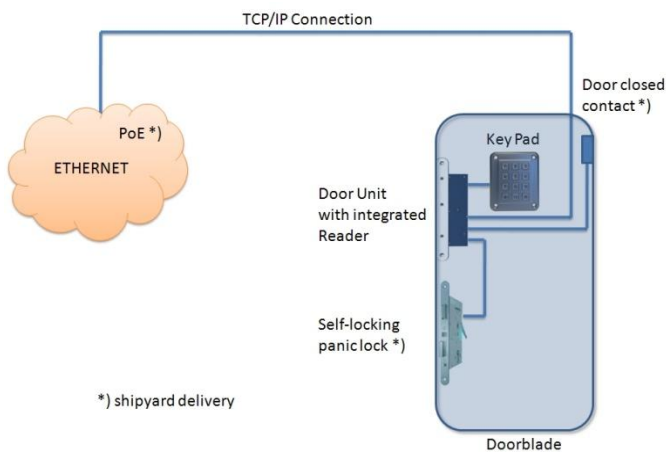 TCP/IP Connection
Door closed
contact *)
PoE *)
Key Pad
ETHERNET
Door Unit
with integrated
Reader
Self-locking
panic lock *)
*) shipyard delivery
Doorblade